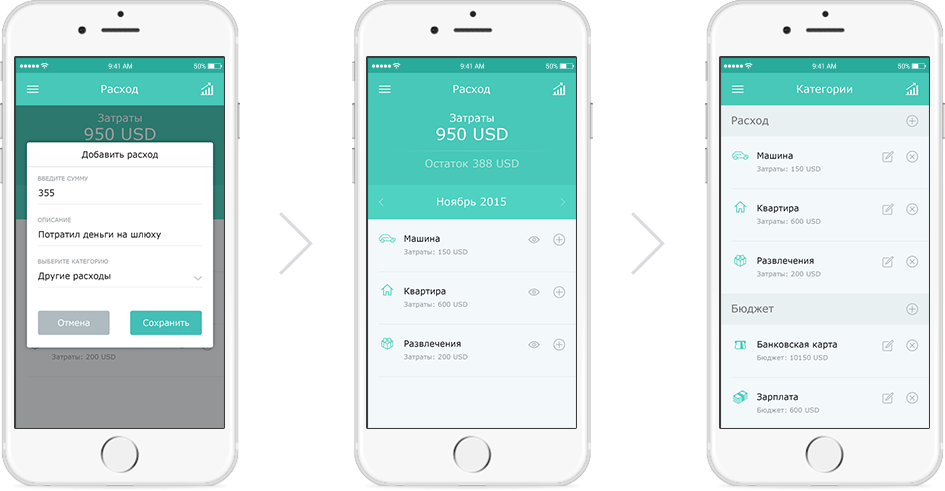 9:41 AM
50%
Расход
Затраты
950 USD
Добавить расход
ВВЕДИТЕ СУММУ
355
ОПИСАНИЕ
Потратил деньги на шлюху
ВЫБЕРИТЕ КАТЕГОРИЮ
Другие расходы
Отмена
Сохранить
Затраты: 200 USD
9:41 AM
50%
Расход
Затраты
950 USD
Остаток 388 USD
Ноябрь 2015
Машина
Затраты: 150 USD
Квартира
Затраты: 600 USD
Развлечения
Затраты: 200 USD
9:41 AM
50%
Категории
Расход
Машина
Затраты: 150 USD
Квартира
Затраты: 600 USD
Развлечения
Затраты: 200 USD
Бюджет
Банковская карта
Бюджет: 10150 USD
Зарплата
Бюджет: 600 USD